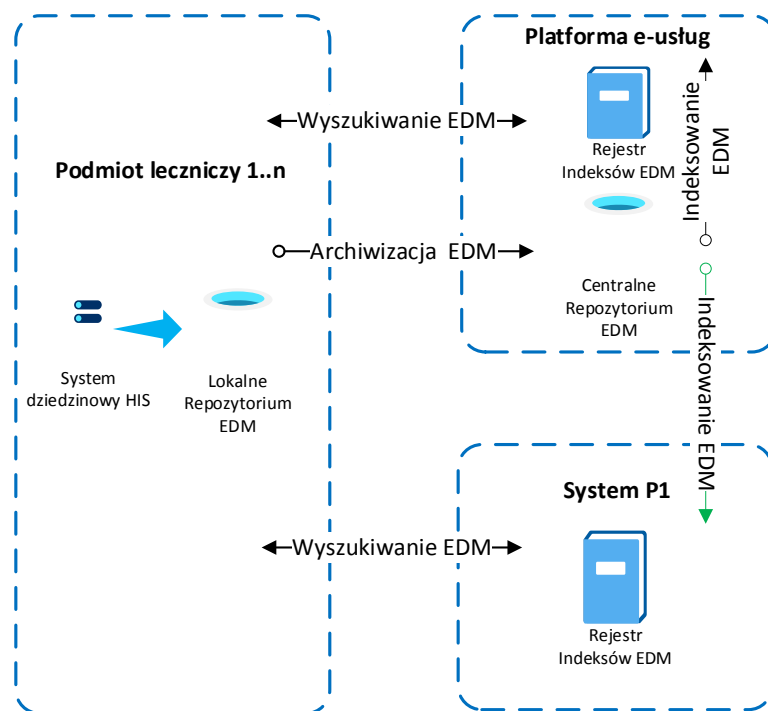 Platforma e-usług
Wyszukiwanie EDM
Rejestr
Indeksów EDM
Indeksowanie
EDM
Podmiot leczniczy 1..n
Archiwizacja EDM
Centralne
Repozytorium
EDM
Indeksowanie EDM
System
dziedzinowy HIS
Lokalne
Repozytorium
EDM
System P1
Wyszukiwanie EDM
Rejestr
Indeksów EDM